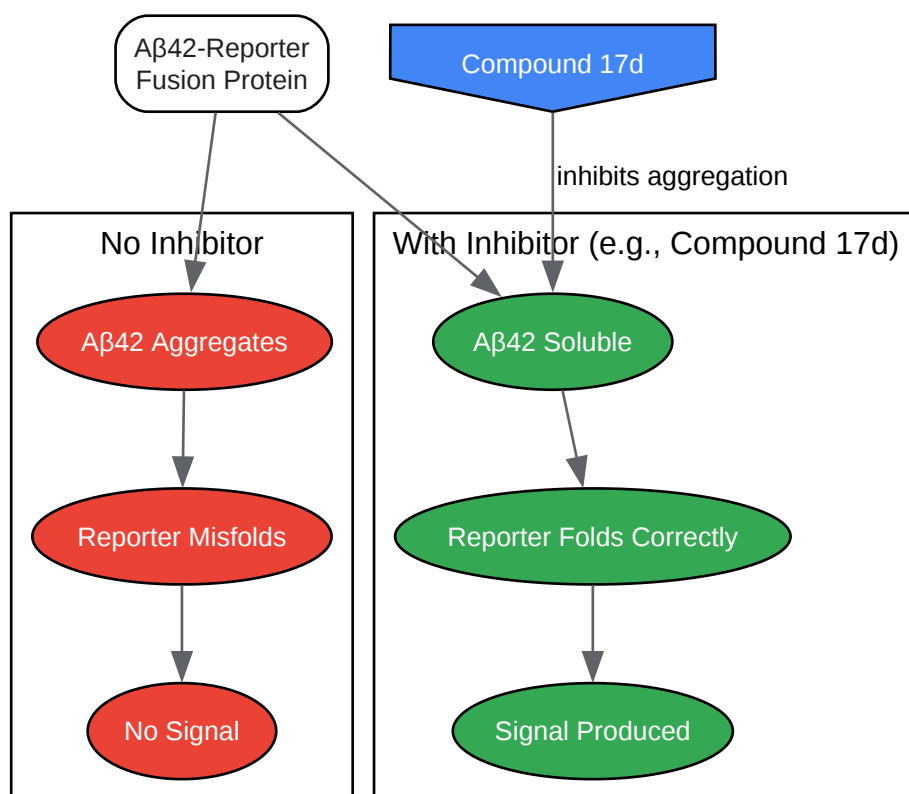 Aβ42-Reporter
Fusion Protein
Compound 17d
inhibits aggregation
No Inhibitor
With Inhibitor (e.g., Compound 17d)
Aβ42 Aggregates
Aβ42 Soluble
Reporter Misfolds
Reporter Folds Correctly
No Signal
Signal Produced